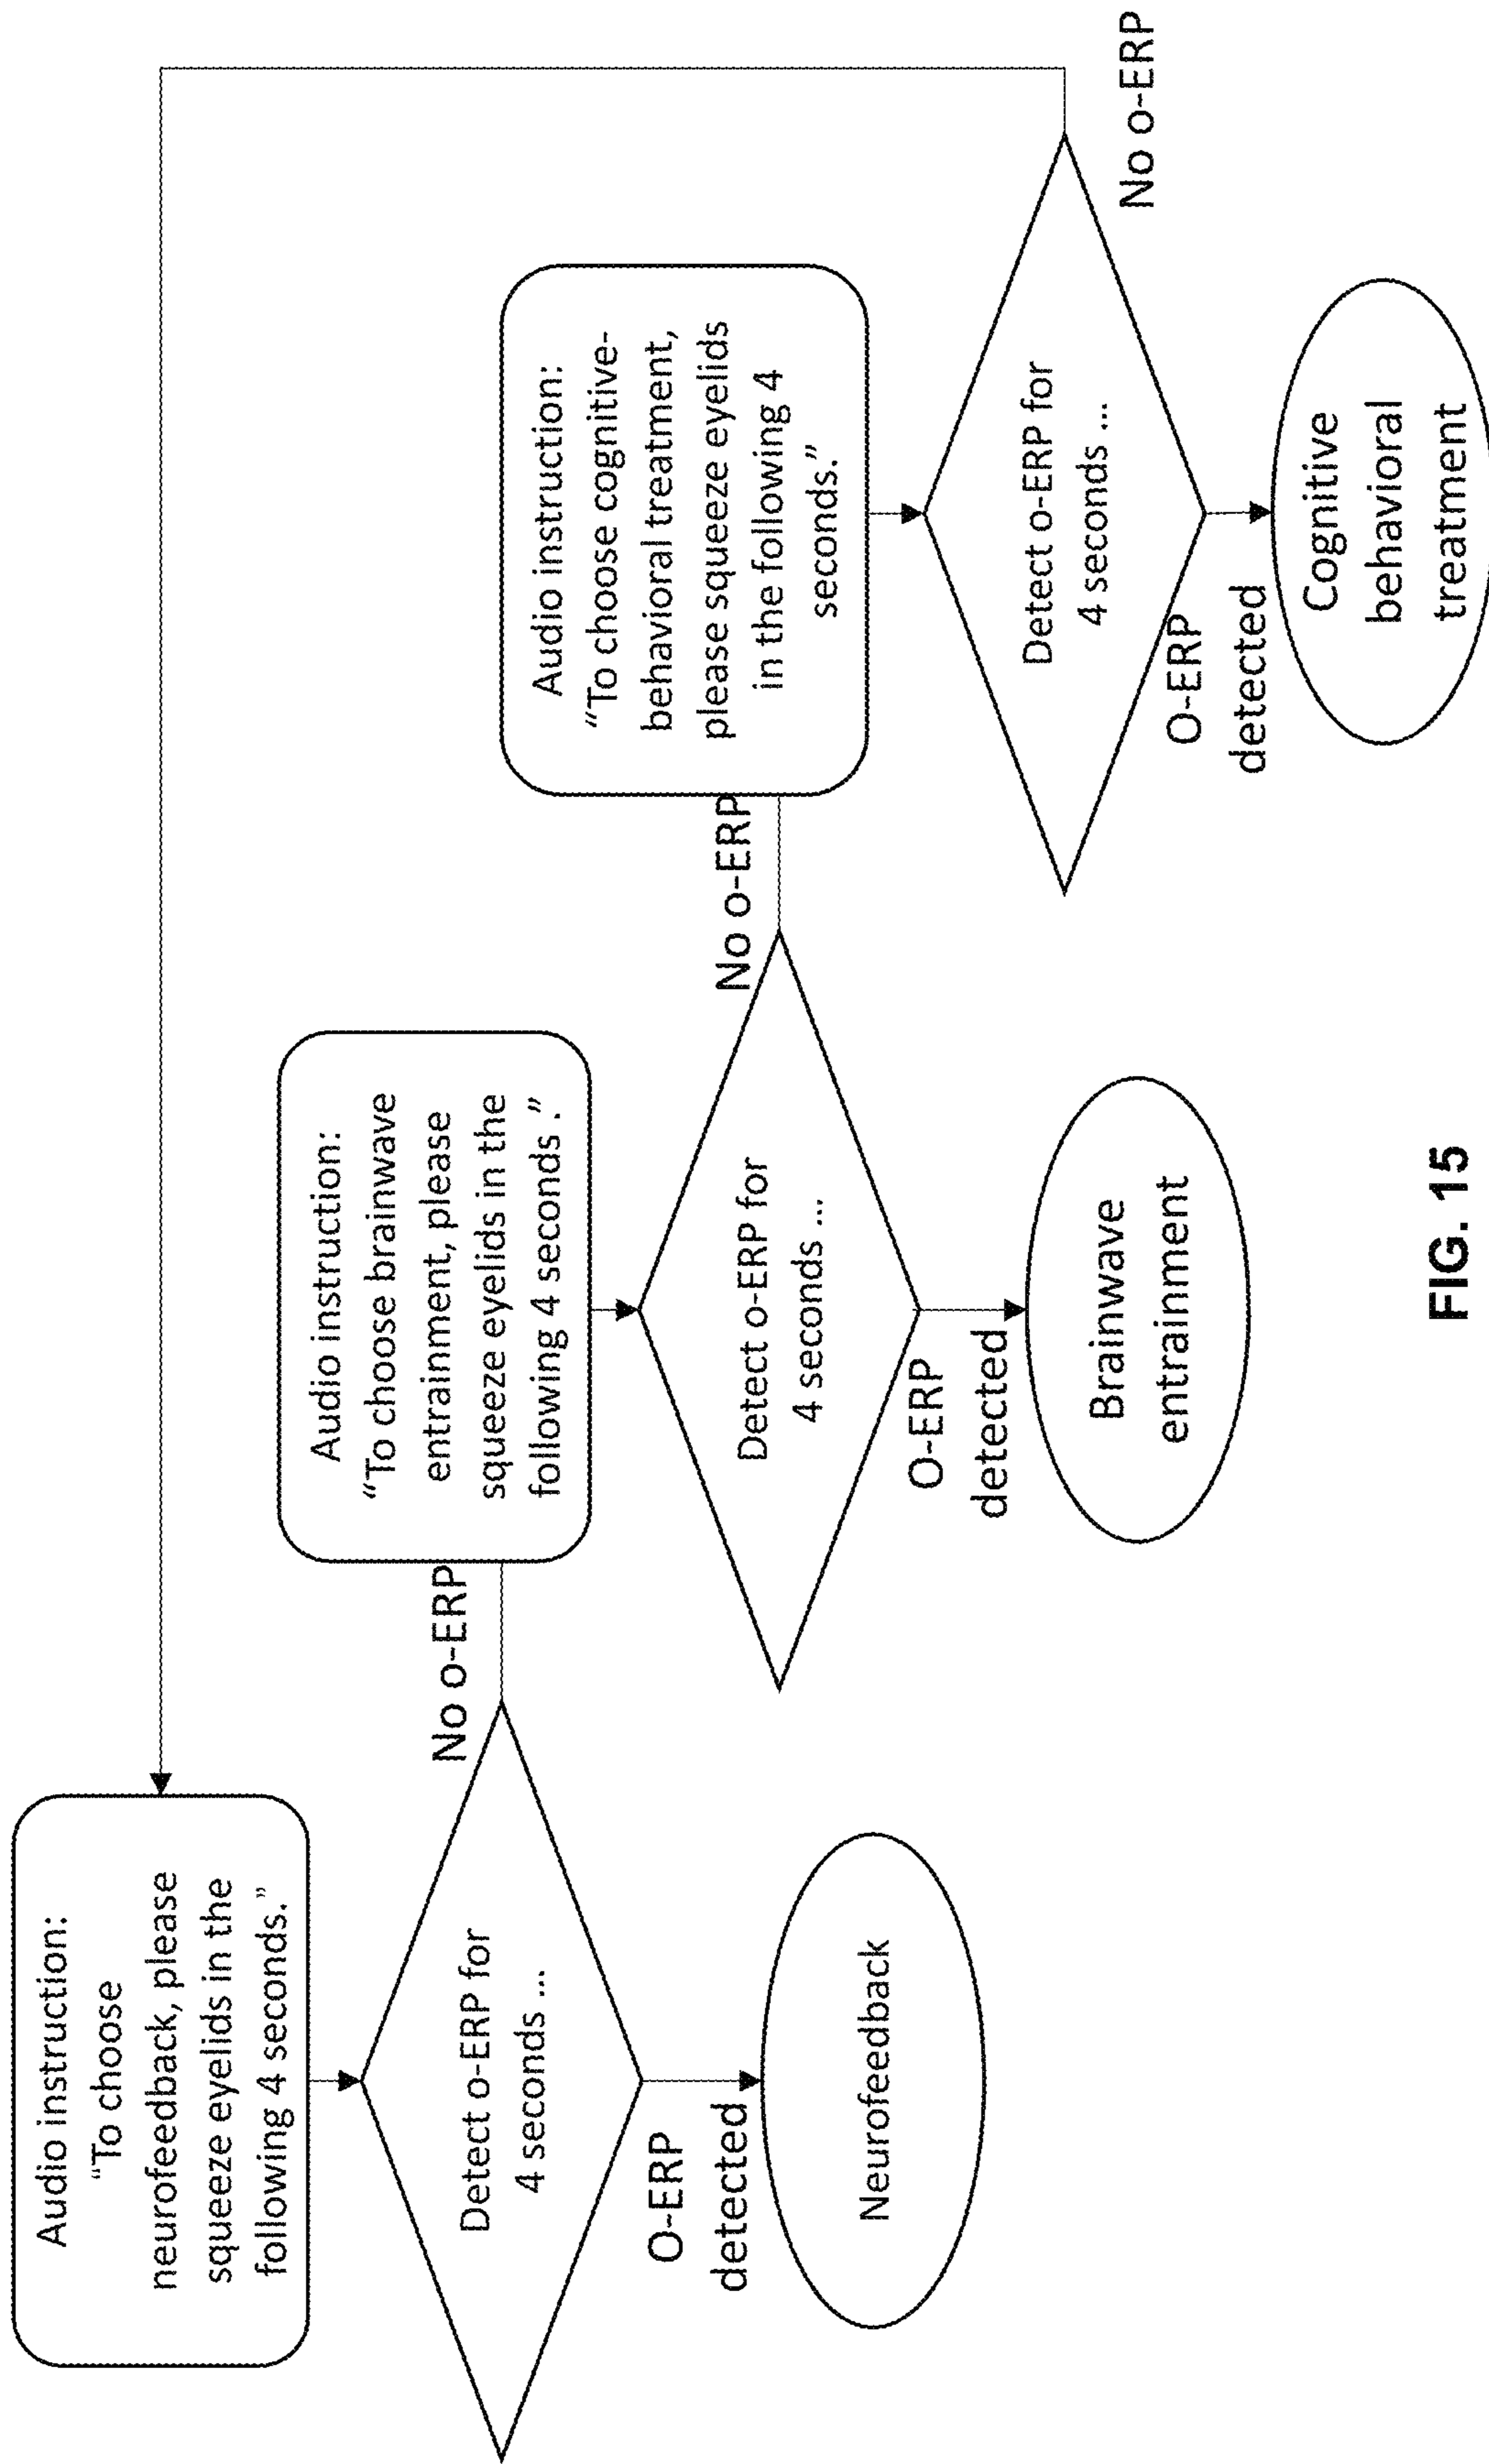 Audio instruction:
“To choose
neurofeedback, please
squeeze eyelids in the
following 4 seconds.”
Detect o-ERP for
4 seconds ...
No o-ERP
O-ERP
detected
Neurofeedback
Audio instruction:
“To choose brainwave
entrainment, please
squeeze eyelids in the
following 4 seconds .”
Detect o-ERP for
4 seconds ...
No o-ERP
O-ERP
detected
Brainwave
entrainment
Audio instruction:
“To choose cognitive-
behavioral treatment,
please squeeze eyelids
in the following 4
seconds.”
Detect o-ERP for
4 seconds ...
No o-ERP
O-ERP
detected
Cognitive
behavioral
treatment
FIG. 15